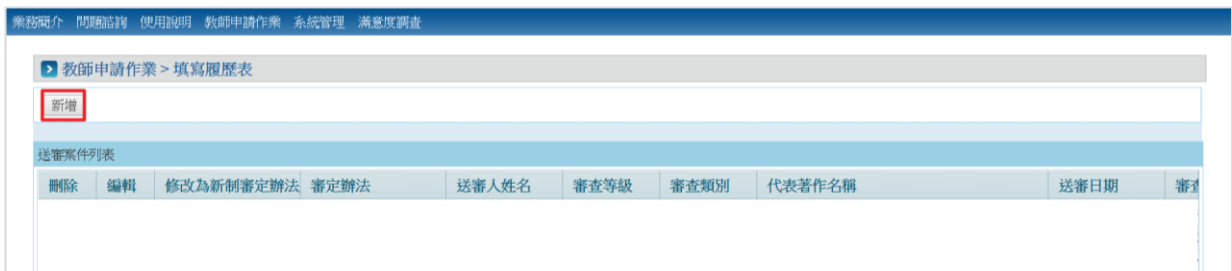 業務簡介 問題諮詢 使用說明 教師申請作業 系統管理 滿意度調查
教師申請作業 > 填寫履歷表
新增
送審案件列表
刪除 編輯 修改為新制審定辦法 審定辦法 送審人姓名 審查等級 審查類別 代表著作名稱 送審日期 審查